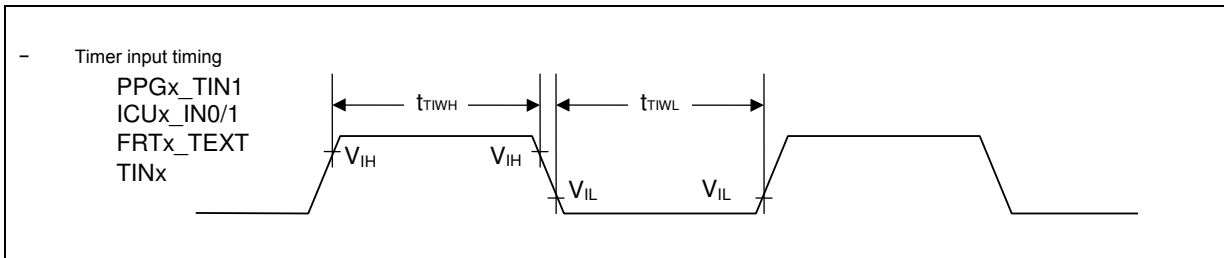 – Timer input timing
PPGx_TIN1
ICUx_IN0/1
FRTx_TEXT
TINx
tTIWH
tTIWL
VIH
VIH
VIL
VIL